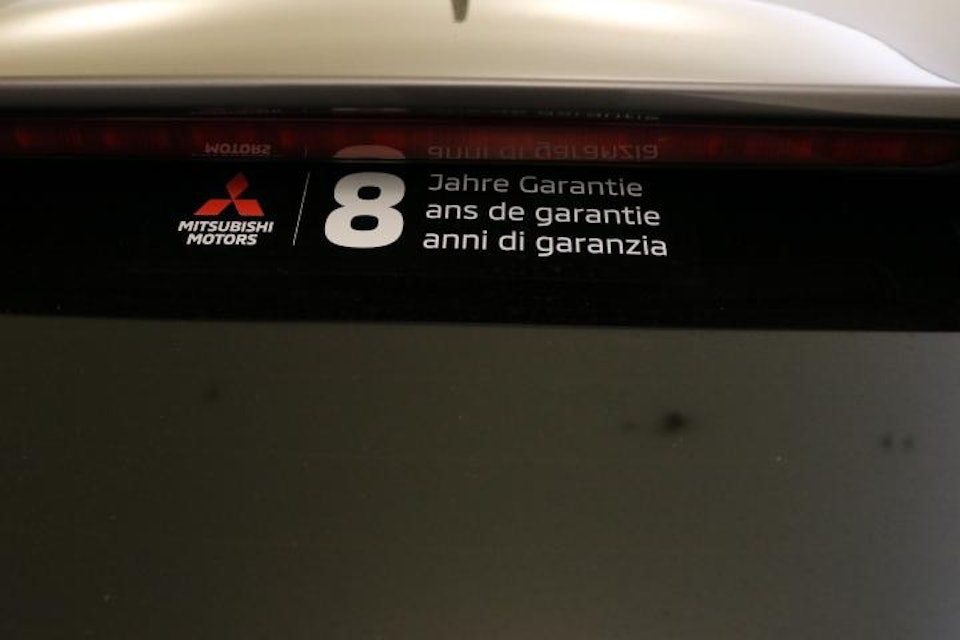 MITSUBISHI
MOTORS
8
Jahre Garantie
ans de garantie
anni di garanzia